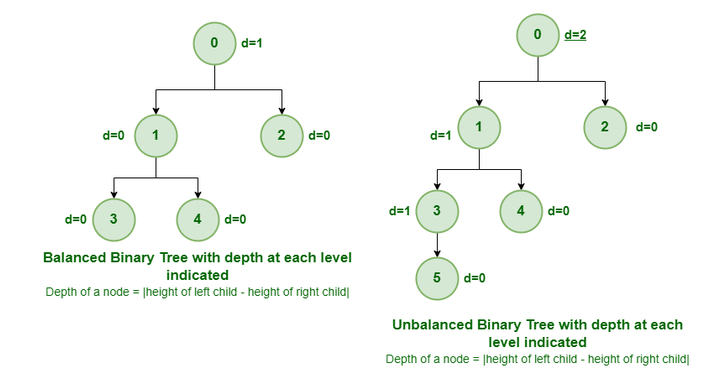 0 d=1
d=0 1 2 d=0
d=0 3 4 d=0
Balanced Binary Tree with depth at each level
indicated
Depth of a node = |height of left child - height of right child|
0 d=2
d=1 1 2 d=0
d=1 3 4 d=0
5 d=0
Unbalanced Binary Tree with depth at each
level indicated
Depth of a node = |height of left child - height of right child|